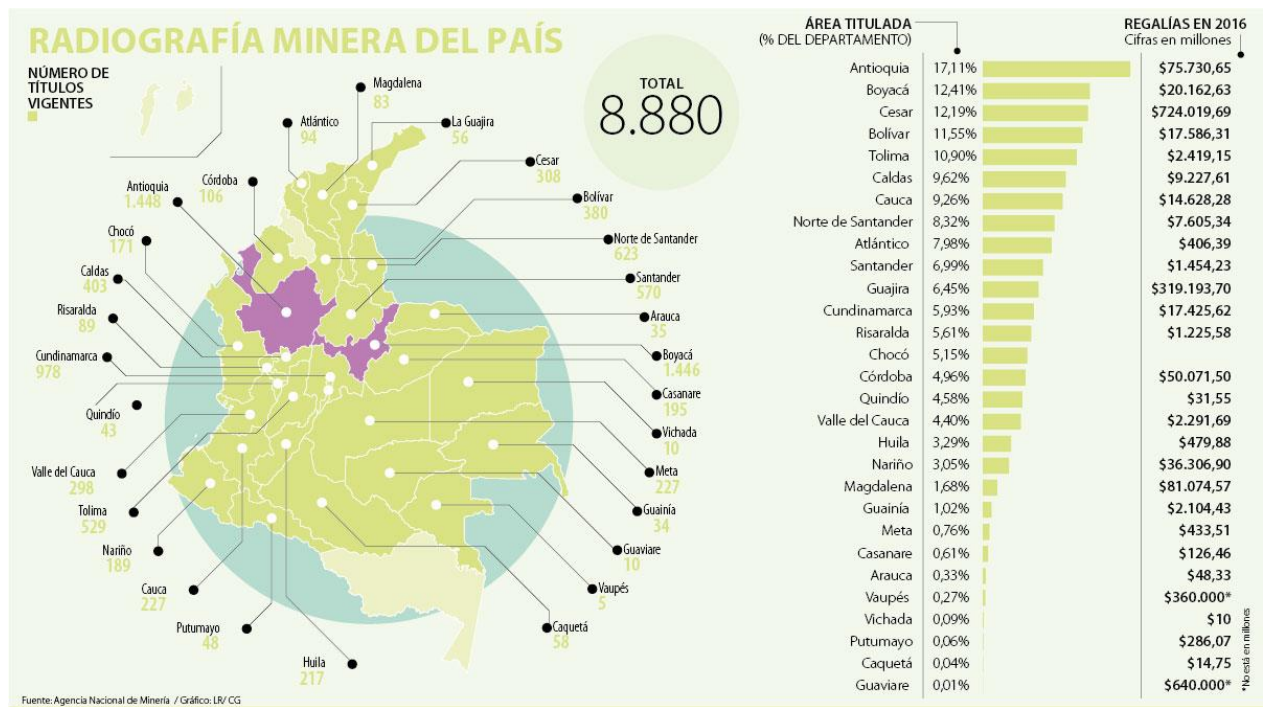 RADIOGRAFÍA MINERA DEL PAÍS
NÚMERO DE
TÍTULOS
VIGENTES
TOTAL
8.880
Magdalena
83
Atlántico
94
La Guajira
56
Cesar
308
Córdoba
106
Antioquia
1.448
Bolívar
380
Chocó
171
Norte de Santander
623
Caldas
403
Santander
570
Risaralda
89
Arauca
35
Cundinamarca
978
Boyacá
1.446
Casanare
195
Quindío
43
Vichada
10
Valle del Cauca
298
Meta
227
Tolima
529
Guainía
34
Nariño
189
Guaviare
10
Cauca
227
Vaupés
5
Putumayo
48
Caquetá
58
Huila
217
Fuente: Agencia Nacional de Minería / Gráfico: LR/ CG
ÁREA TITULADA
(% DEL DEPARTAMENTO)
REGALÍAS EN 2016
Cifras en millones
Antioquia 17,11% $75.730,65
Boyacá 12,41% $20.162,63
Cesar 12,19% $724.019,69
Bolívar 11,55% $17.586,31
Tolima 10,90% $2.419,15
Caldas 9,62% $9.227,61
Cauca 9,26% $14.628,28
Norte de Santander 8,32% $7.605,34
Atlántico 7,98% $406,39
Santander 6,99% $1.454,23
Guajira 6,45% $319.193,70
Cundinamarca 5,93% $17.425,62
Risaralda 5,61% $1.225,58
Chocó 5,15%
Córdoba 4,96% $50.071,50
Quindío 4,58% $31,55
Valle del Cauca 4,40% $2.291,69
Huila 3,29% $479,88
Nariño 3,05% $36.306,90
Magdalena 1,68% $81.074,57
Guainía 1,02% $2.104,43
Meta 0,76% $433,51
Casanare 0,61% $126,46
Arauca 0,33% $48,33
Vaupés 0,27% $360.000*
Vichada 0,09% $10
Putumayo 0,06% $286,07
Caquetá 0,04% $14,75
Guaviare 0,01% $640.000*
*No está en millones